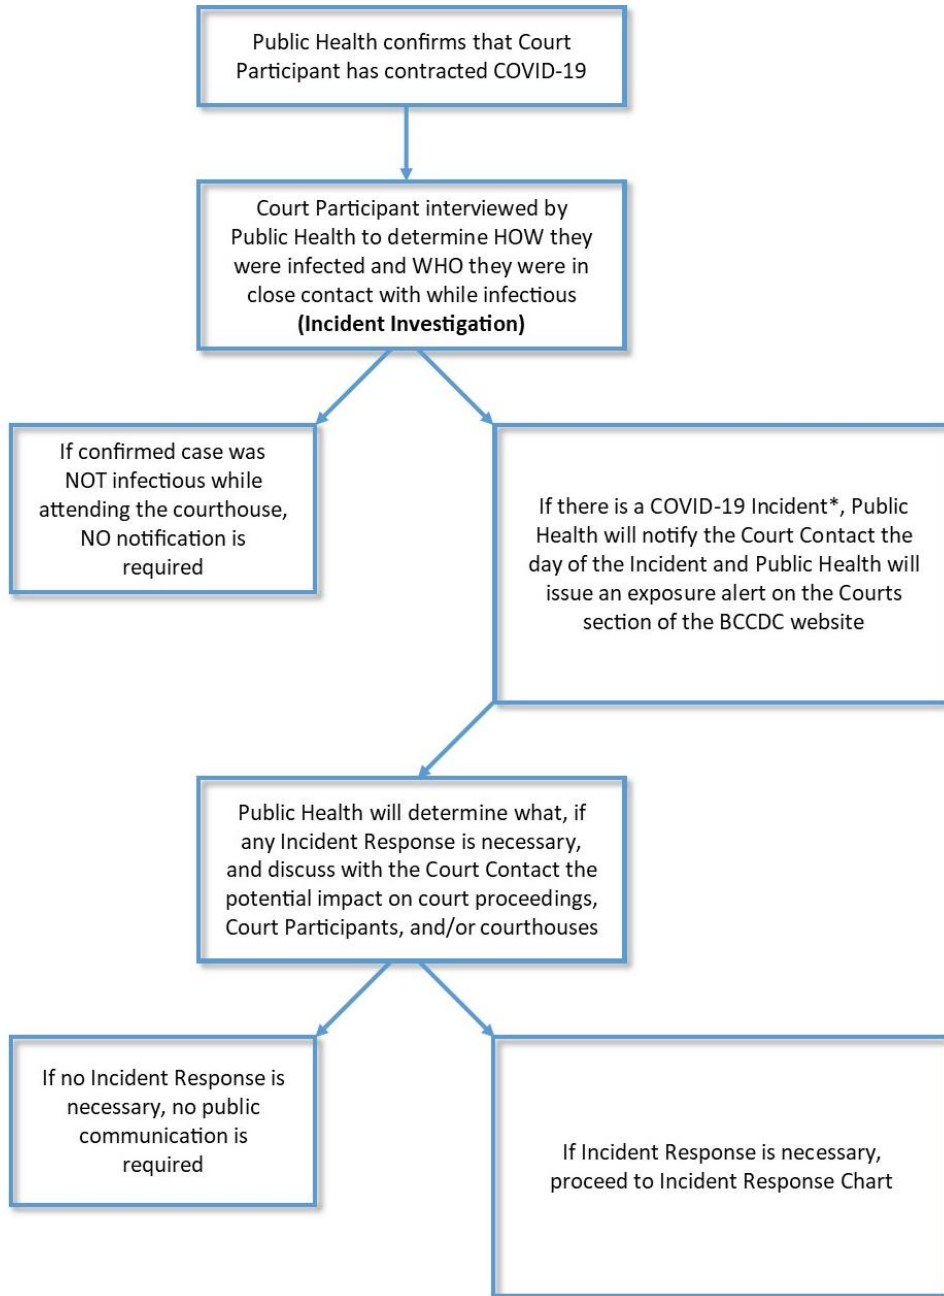 Public Health confirms that Court
Participant has contracted COVID-19
Court Participant interviewed by
Public Health to determine HOW they
were infected and WHO they were in
close contact with while infectious
(Incident Investigation)
If confirmed case was
NOT infectious while
attending the courthouse,
NO notification is
required
If there is a COVID-19 Incident*, Public
Health will notify the Court Contact the
day of the Incident and Public Health will
issue an exposure alert on the Courts
section of the BCCDC website
Public Health will determine what, if
any Incident Response is necessary,
and discuss with the Court Contact the
potential impact on court proceedings,
Court Participants, and/or courthouses
If no Incident Response is
necessary, no public
communication is
required
If Incident Response is necessary,
proceed to Incident Response Chart